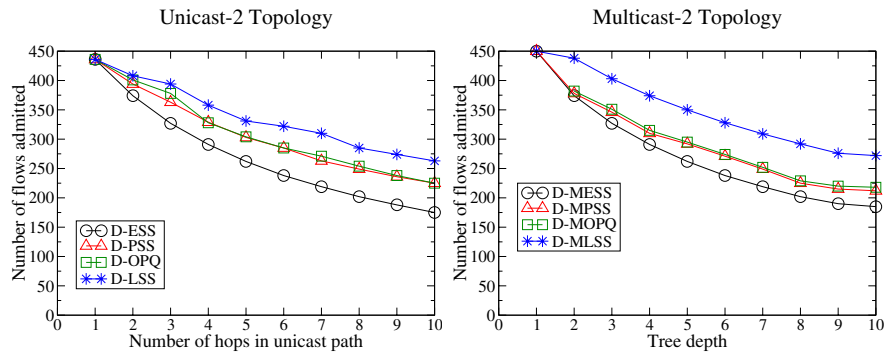 Unicast-2 Topology
Number of flows admitted
450
400
350
300
250
200
150
100
50
0
D-ESS
D-PSS
D-OPQ
D-LSS
0 1 2 3 4 5 6 7 8 9 10
Number of hops in unicast path
Multicast-2 Topology
Number of flows admitted
450
400
350
300
250
200
150
100
50
0
D-MESS
D-MPSS
D-MOPQ
D-MLSS
0 1 2 3 4 5 6 7 8 9 10
Tree depth